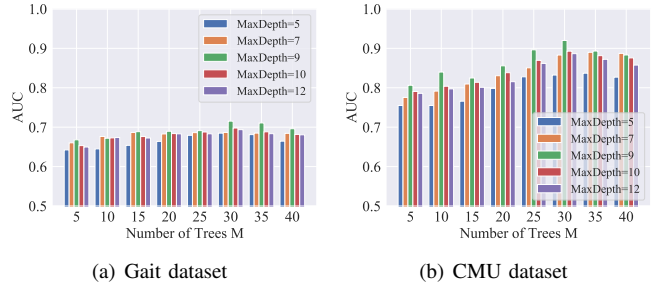 1.0
0.9
0.8
0.7
0.6
0.5
AUC
MaxDepth=5
MaxDepth=7
MaxDepth=9
MaxDepth=10
MaxDepth=12
5 10 15 20 25 30 35 40
Number of Trees M
(a) Gait dataset
1.0
0.9
0.8
0.7
0.6
0.5
AUC
MaxDepth=5
MaxDepth=7
MaxDepth=9
MaxDepth=10
MaxDepth=12
5 10 15 20 25 30 35 40
Number of Trees M
(b) CMU dataset